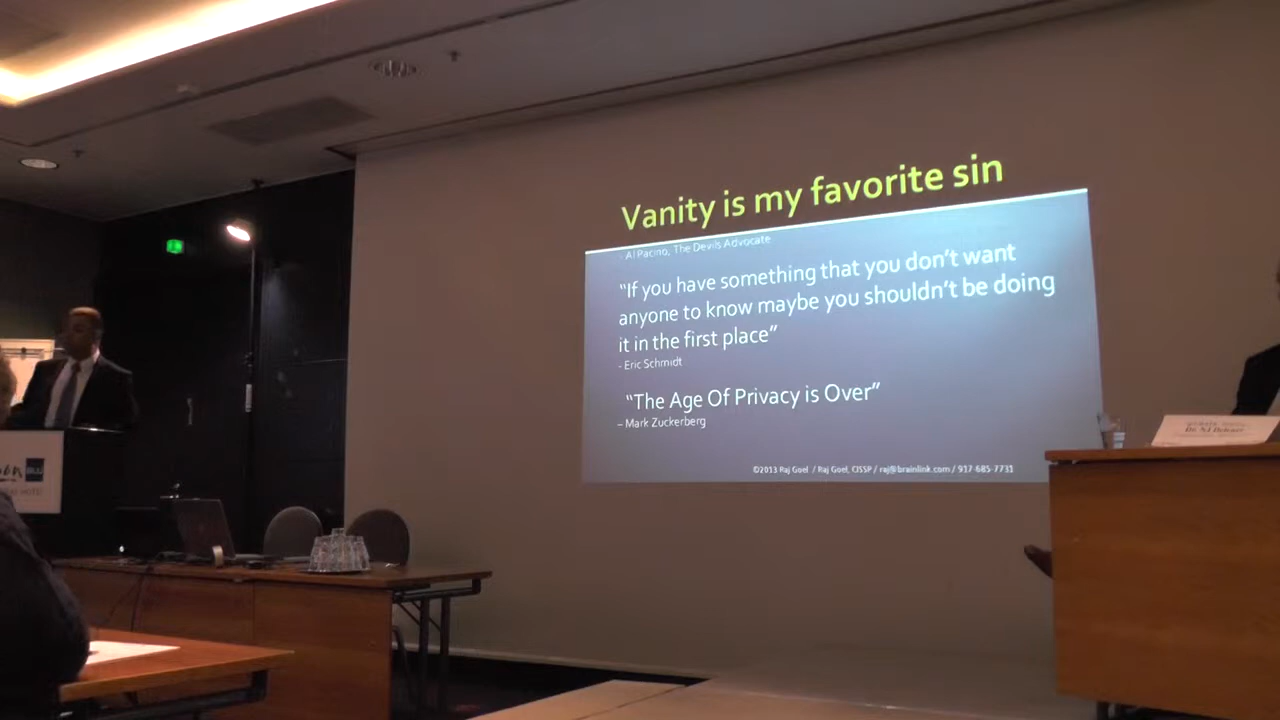 Vanity is my favorite sin
- Al Pacino, The Devils Advocate
“If you have something that you don’t want
anyone to know maybe you shouldn’t be doing
it in the first place”
- Eric Schmidt
“The Age Of Privacy is Over”
– Mark Zuckerberg
©2013 Raj Goel / Raj Goel, CISSP / raj@brainlink.com / 917-685-7731
BLU
HOTEL